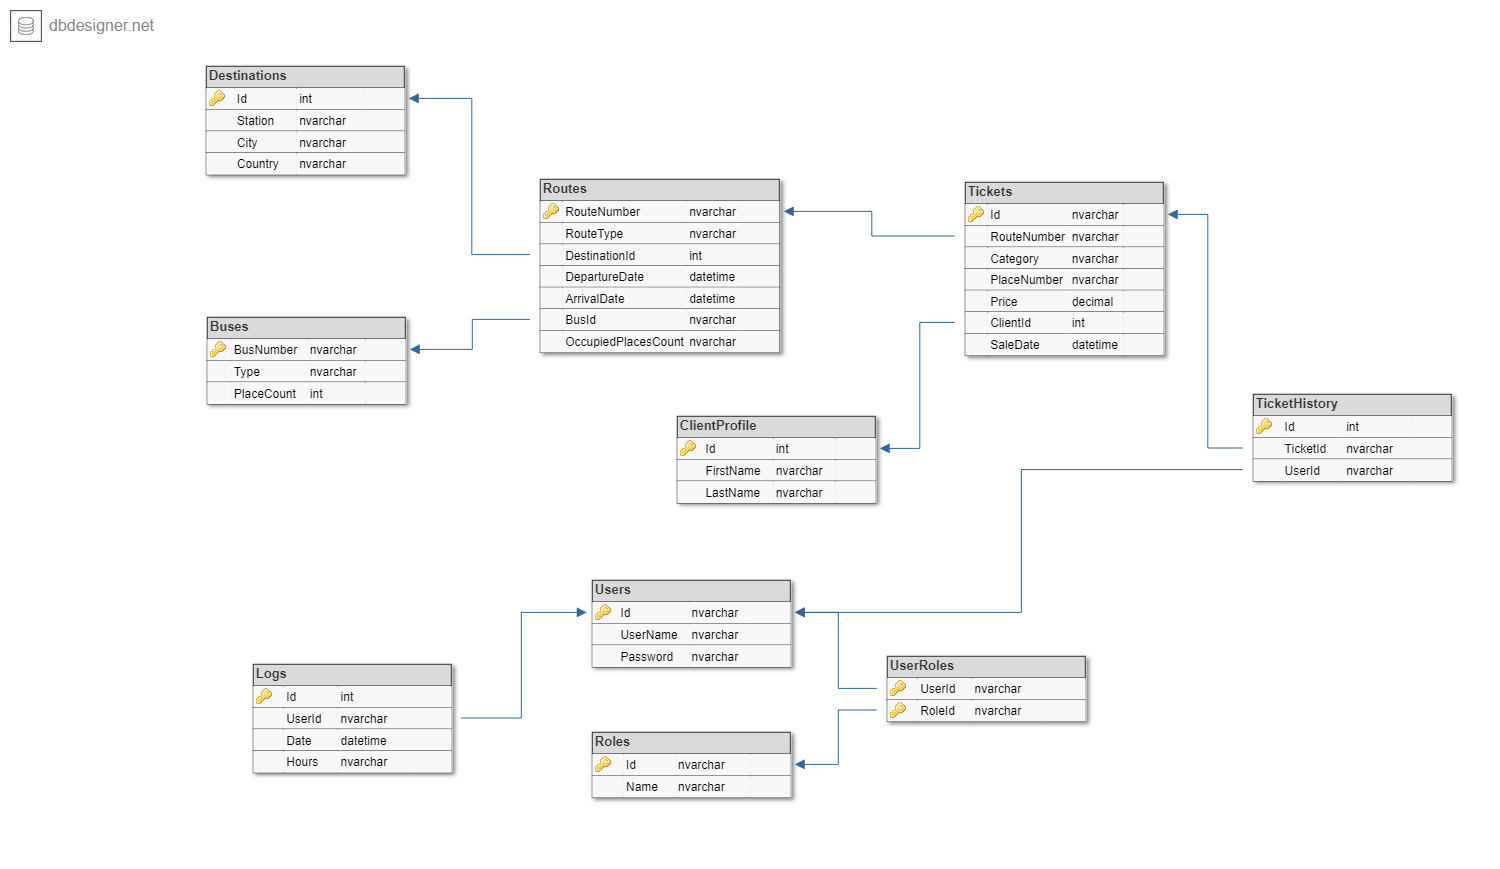 dbdesigner.net
Destinations
Id int
Station nvarchar
City nvarchar
Country nvarchar
Routes
RouteNumber nvarchar
RouteType nvarchar
DestinationId int
DepartureDate datetime
ArrivalDate datetime
BusId nvarchar
OccupiedPlacesCount nvarchar
Tickets
Id nvarchar
RouteNumber nvarchar
Category nvarchar
PlaceNumber nvarchar
Price decimal
ClientId int
SaleDate datetime
Buses
BusNumber nvarchar
Type nvarchar
PlaceCount int
TicketHistory
Id int
TicketId nvarchar
UserId nvarchar
ClientProfile
Id int
FirstName nvarchar
LastName nvarchar
Users
Id nvarchar
UserName nvarchar
Password nvarchar
UserRoles
UserId nvarchar
RoleId nvarchar
Logs
Id int
UserId nvarchar
Date datetime
Hours nvarchar
Roles
Id nvarchar
Name nvarchar